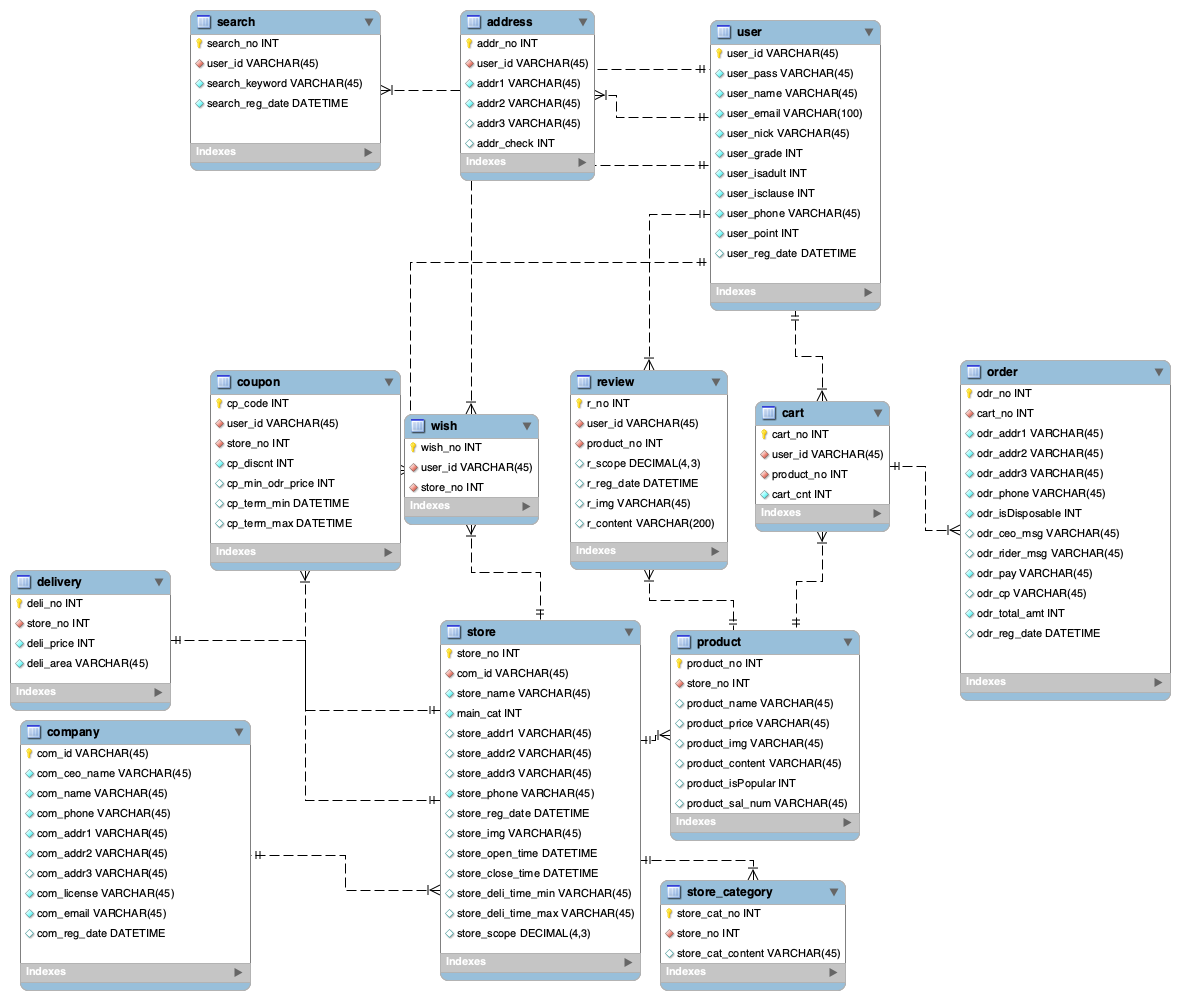 search
search_no INT
user_id VARCHAR(45)
search_keyword VARCHAR(45)
search_reg_date DATETIME
Indexes
address
addr_no INT
user_id VARCHAR(45)
addr1 VARCHAR(45)
addr2 VARCHAR(45)
addr3 VARCHAR(45)
addr_check INT
Indexes
user
user_id VARCHAR(45)
user_pass VARCHAR(45)
user_name VARCHAR(45)
user_email VARCHAR(100)
user_nick VARCHAR(45)
user_grade INT
user_isadult INT
user_isclause INT
user_phone VARCHAR(45)
user_point INT
user_reg_date DATETIME
Indexes
coupon
cp_code INT
user_id VARCHAR(45)
store_no INT
cp_discnt INT
cp_min_odr_price INT
cp_term_min DATETIME
cp_term_max DATETIME
Indexes
wish
wish_no INT
user_id VARCHAR(45)
store_no INT
Indexes
review
r_no INT
user_id VARCHAR(45)
product_no INT
r_scope DECIMAL(4,3)
r_reg_date DATETIME
r_img VARCHAR(45)
r_content VARCHAR(200)
Indexes
cart
cart_no INT
user_id VARCHAR(45)
product_no INT
cart_cnt INT
Indexes
order
odr_no INT
cart_no INT
odr_addr1 VARCHAR(45)
odr_addr2 VARCHAR(45)
odr_addr3 VARCHAR(45)
odr_phone VARCHAR(45)
odr_isDisposable INT
odr_ceo_msg VARCHAR(45)
odr_rider_msg VARCHAR(45)
odr_pay VARCHAR(45)
odr_cp VARCHAR(45)
odr_total_amt INT
odr_reg_date DATETIME
Indexes
delivery
deli_no INT
store_no INT
deli_price INT
deli_area VARCHAR(45)
Indexes
company
com_id VARCHAR(45)
com_ceo_name VARCHAR(45)
com_name VARCHAR(45)
com_phone VARCHAR(45)
com_addr1 VARCHAR(45)
com_addr2 VARCHAR(45)
com_addr3 VARCHAR(45)
com_license VARCHAR(45)
com_email VARCHAR(45)
com_reg_date DATETIME
Indexes
store
store_no INT
com_id VARCHAR(45)
store_name VARCHAR(45)
main_cat INT
store_addr1 VARCHAR(45)
store_addr2 VARCHAR(45)
store_addr3 VARCHAR(45)
store_phone VARCHAR(45)
store_reg_date DATETIME
store_img VARCHAR(45)
store_open_time DATETIME
store_close_time DATETIME
store_deli_time_min VARCHAR(45)
store_deli_time_max VARCHAR(45)
store_scope DECIMAL(4,3)
Indexes
product
product_no INT
store_no INT
product_name VARCHAR(45)
product_price VARCHAR(45)
product_img VARCHAR(45)
product_content VARCHAR(45)
product_isPopular INT
product_sal_num VARCHAR(45)
Indexes
store_category
store_cat_no INT
store_no INT
store_cat_content VARCHAR(45)
Indexes